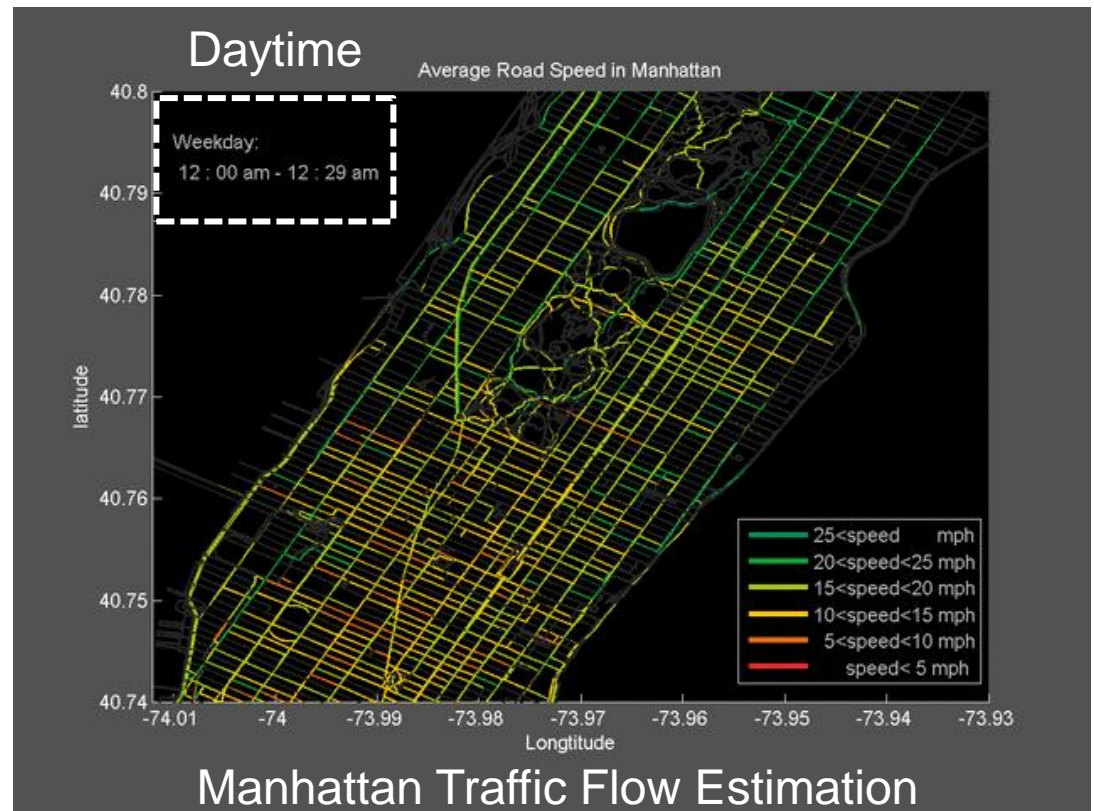 Daytime
Average Road Speed in Manhattan
Weekday:
12 : 00 am - 12 : 29 am
40.8
40.79
40.78
40.77
40.76
40.75
40.74
latitude
25<speed mph
20<speed<25 mph
15<speed<20 mph
10<speed<15 mph
5<speed<10 mph
speed< 5 mph
-74.01 -74 -73.99 -73.98 -73.97 -73.96 -73.95 -73.94 -73.93
Longtitude
Manhattan Traffic Flow Estimation